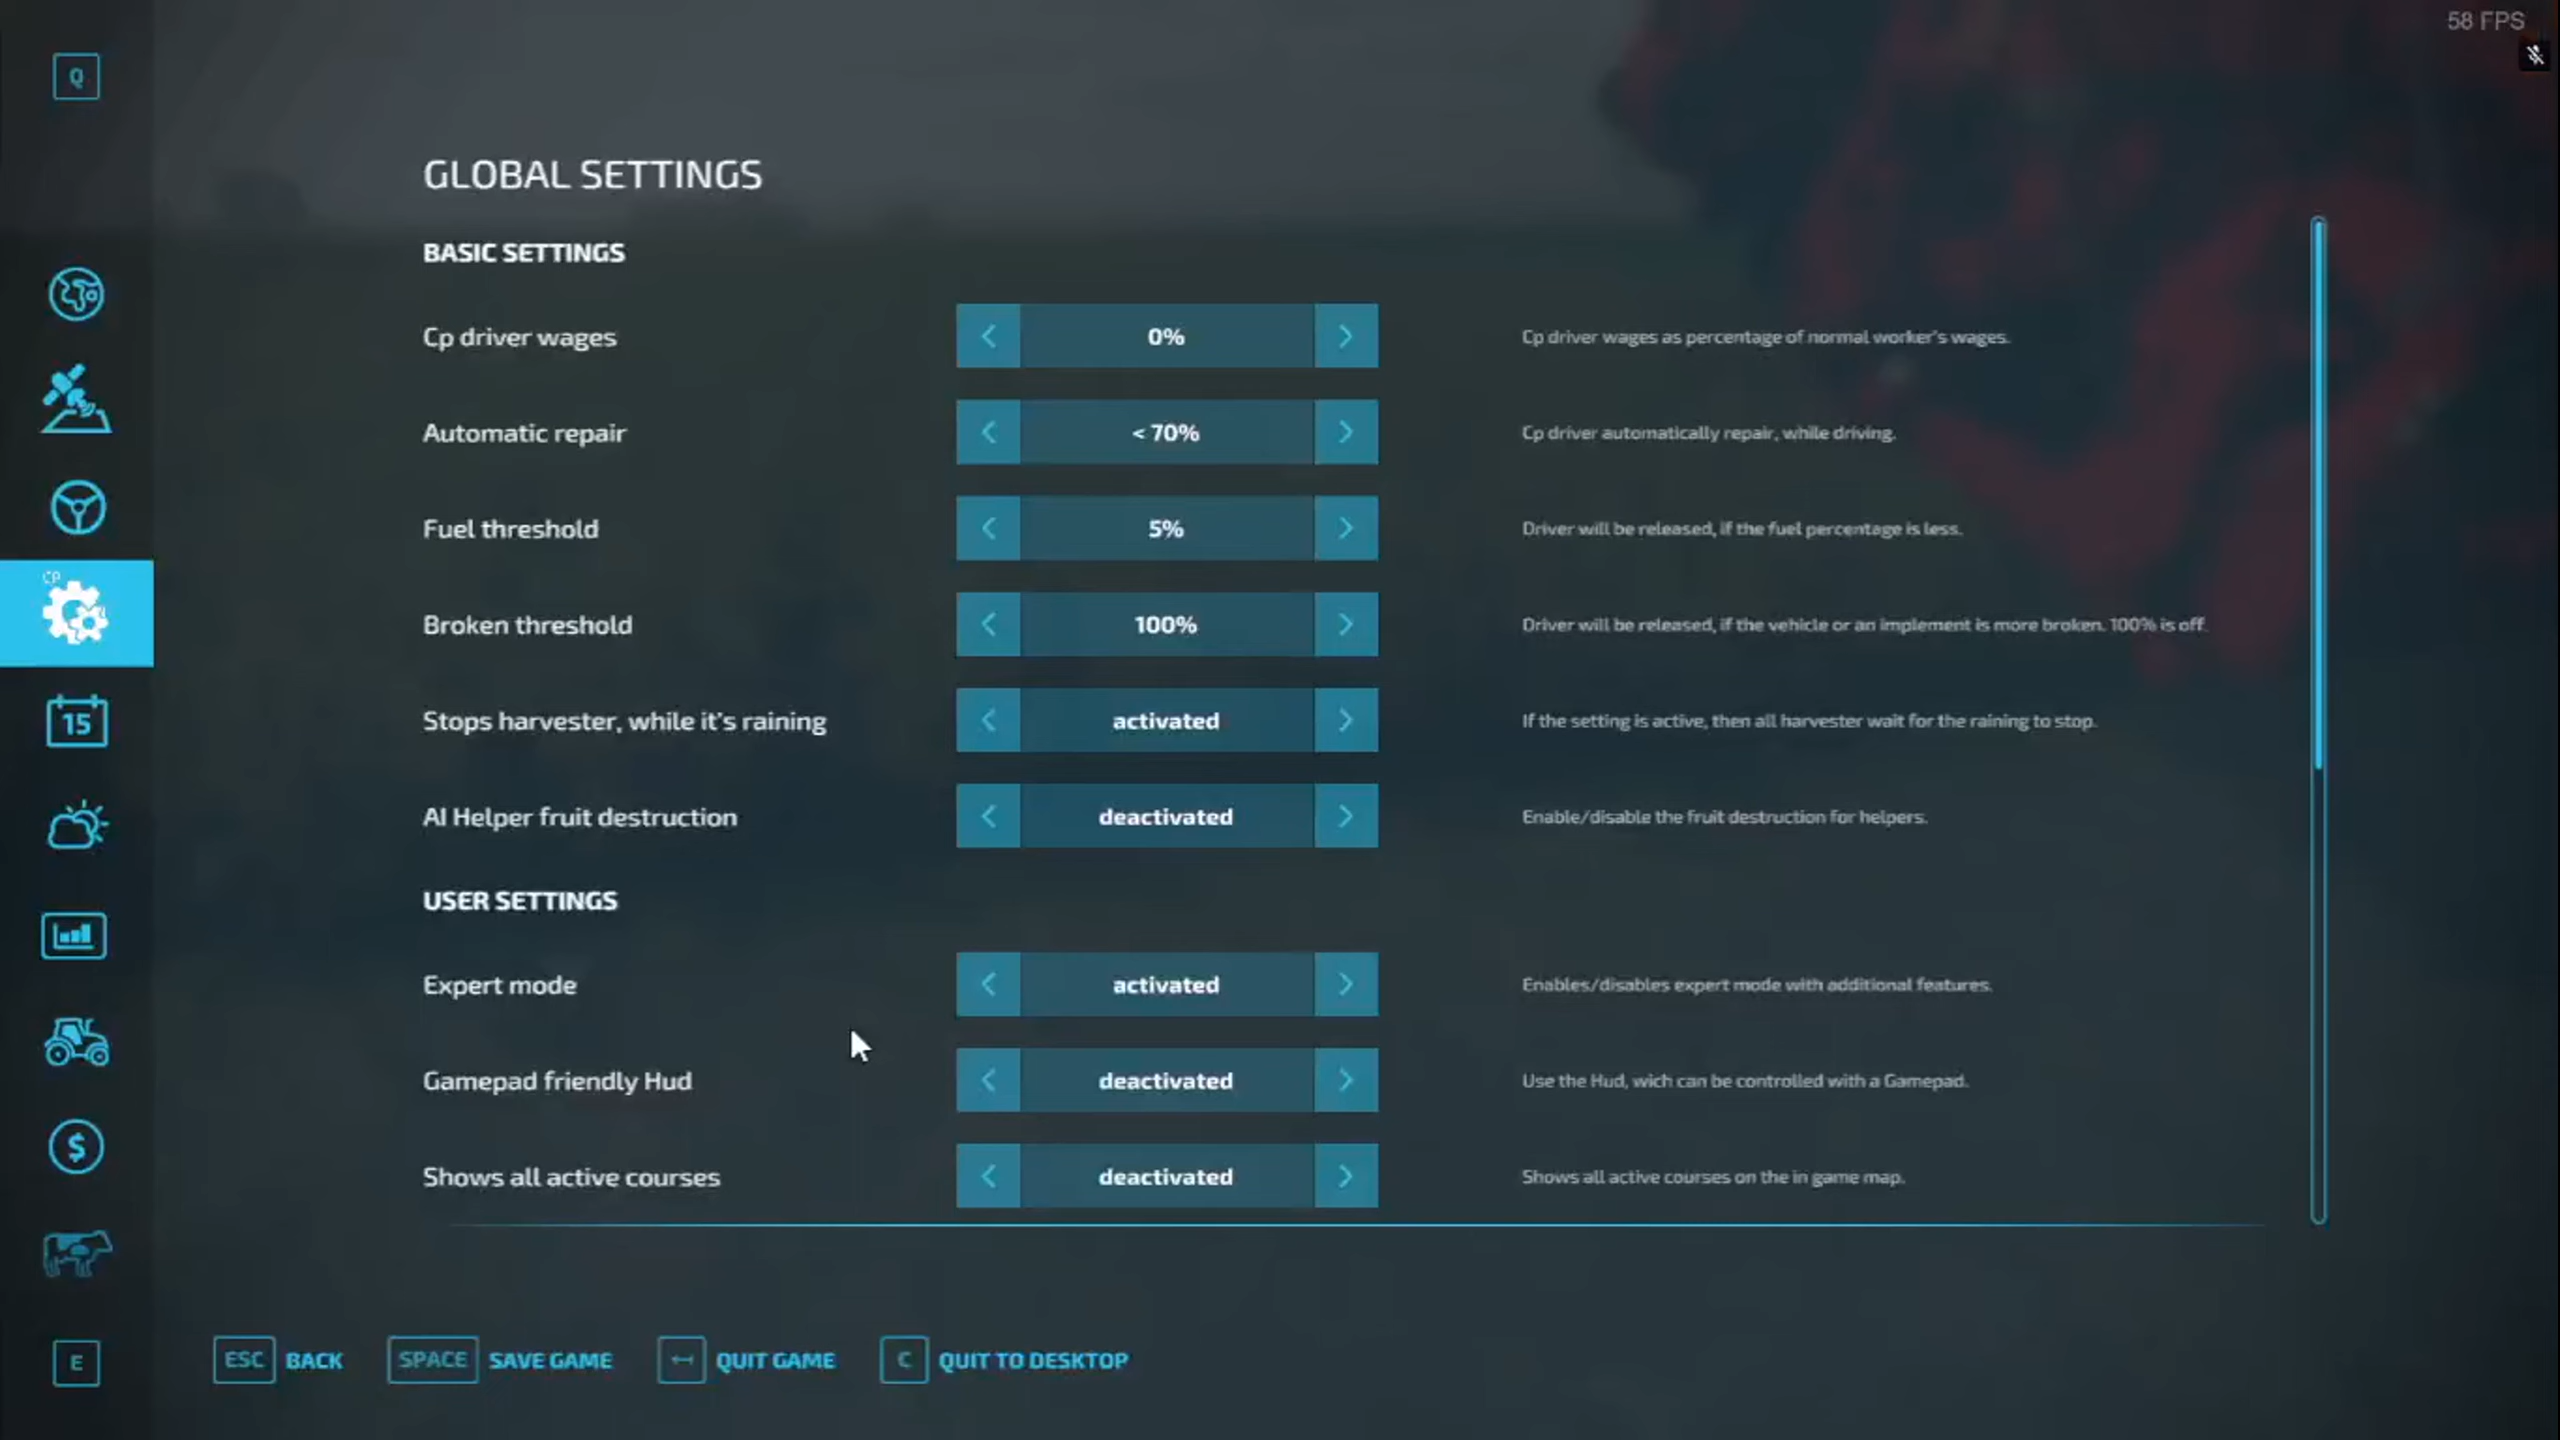 58 FPS
Q
GLOBAL SETTINGS
BASIC SETTINGS
Cp driver wages 0% Cp driver wages as percentage of normal worker's wages.
Automatic repair < 70% Cp driver automatically repair, while driving.
Fuel threshold 5% Driver will be released, if the fuel percentage is less.
CP
Broken threshold 100% Driver will be released, if the vehicle or an implement is more broken. 100% is off.
15
Stops harvester, while it's raining activated If the setting is active, then all harvester wait for the raining to stop.
AI Helper fruit destruction deactivated Enable/disable the fruit destruction for helpers.
USER SETTINGS
Expert mode activated Enables/disables expert mode with additional features.
Gamepad friendly Hud deactivated Use the Hud, wich can be controlled with a Gamepad.
$
Shows all active courses deactivated Shows all active courses on the in game map.
E
ESC BACK SPACE SAVE GAME QUIT GAME C QUIT TO DESKTOP